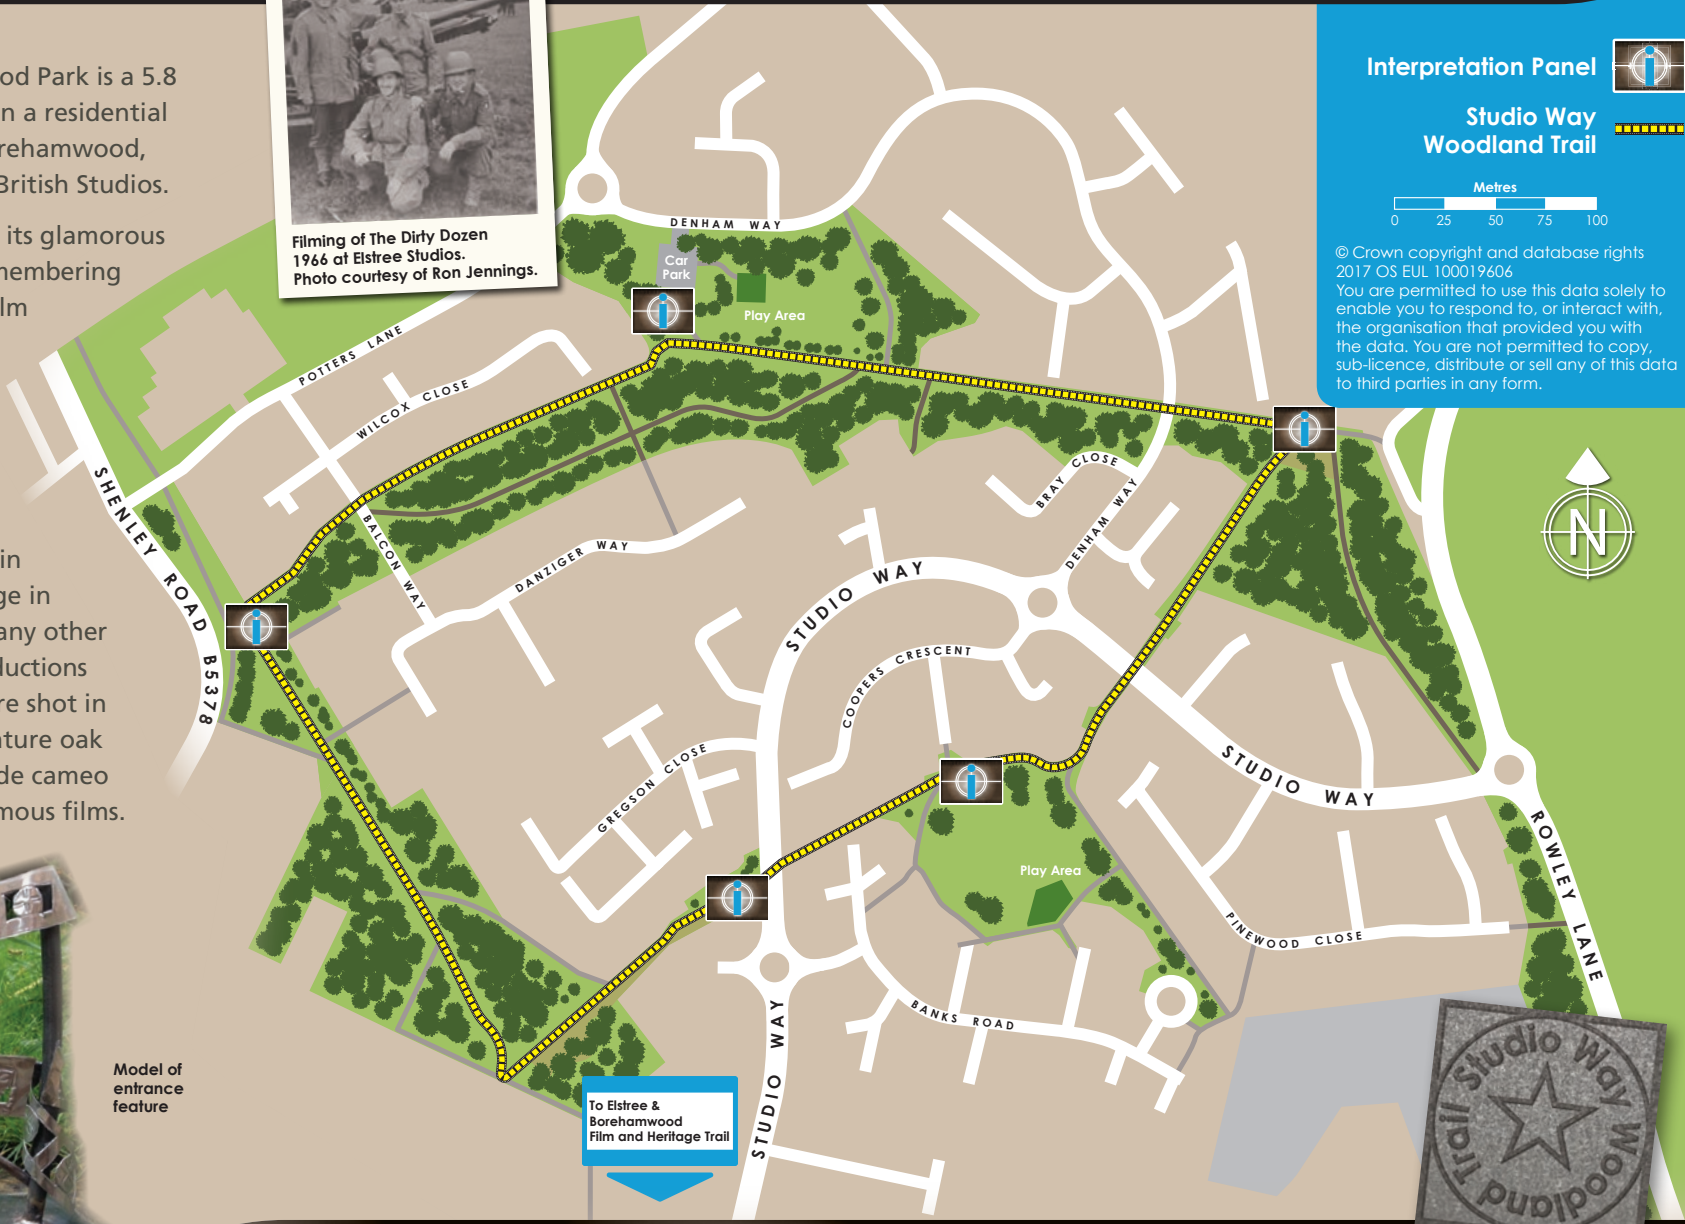 od Park is a 5.8
n a residential
rehamwood,
British Studios.
its glamorous
membering
lm
in
ge in
any other
ductions
re shot in
ature oak
de cameo
mous films.
Filming of The Dirty Dozen
1966 at Elstree Studios.
Photo courtesy of Ron Jennings.
Interpretation Panel
i
Studio Way
Woodland Trail
Metres
0 25 50 75 100
© Crown copyright and database rights
2017 OS EUL 100019606
You are permitted to use this data solely to
enable you to respond to, or interact with,
the organisation that provided you with
the data. You are not permitted to copy,
sub-licence, distribute or sell any of this data
to third parties in any form.
N
DENHAM WAY
Car
Park
i
Play Area
POTTERS LANE
WILCOX CLOSE
i
SHENLEY ROAD B5378
BALCON WAY
DANZIGER WAY
BRAY CLOSE
DENHAM WAY
i
STUDIO WAY
COOPERS CRESCENT
GREGSON CLOSE
i
STUDIO WAY
Play Area
i
PINEWOOD CLOSE
ROWLEY LANE
BANKS ROAD
STUDIO WAY
Model of
entrance
feature
To Elstree &
Borehamwood
Film and Heritage Trail
Studio Way Woodland Trail